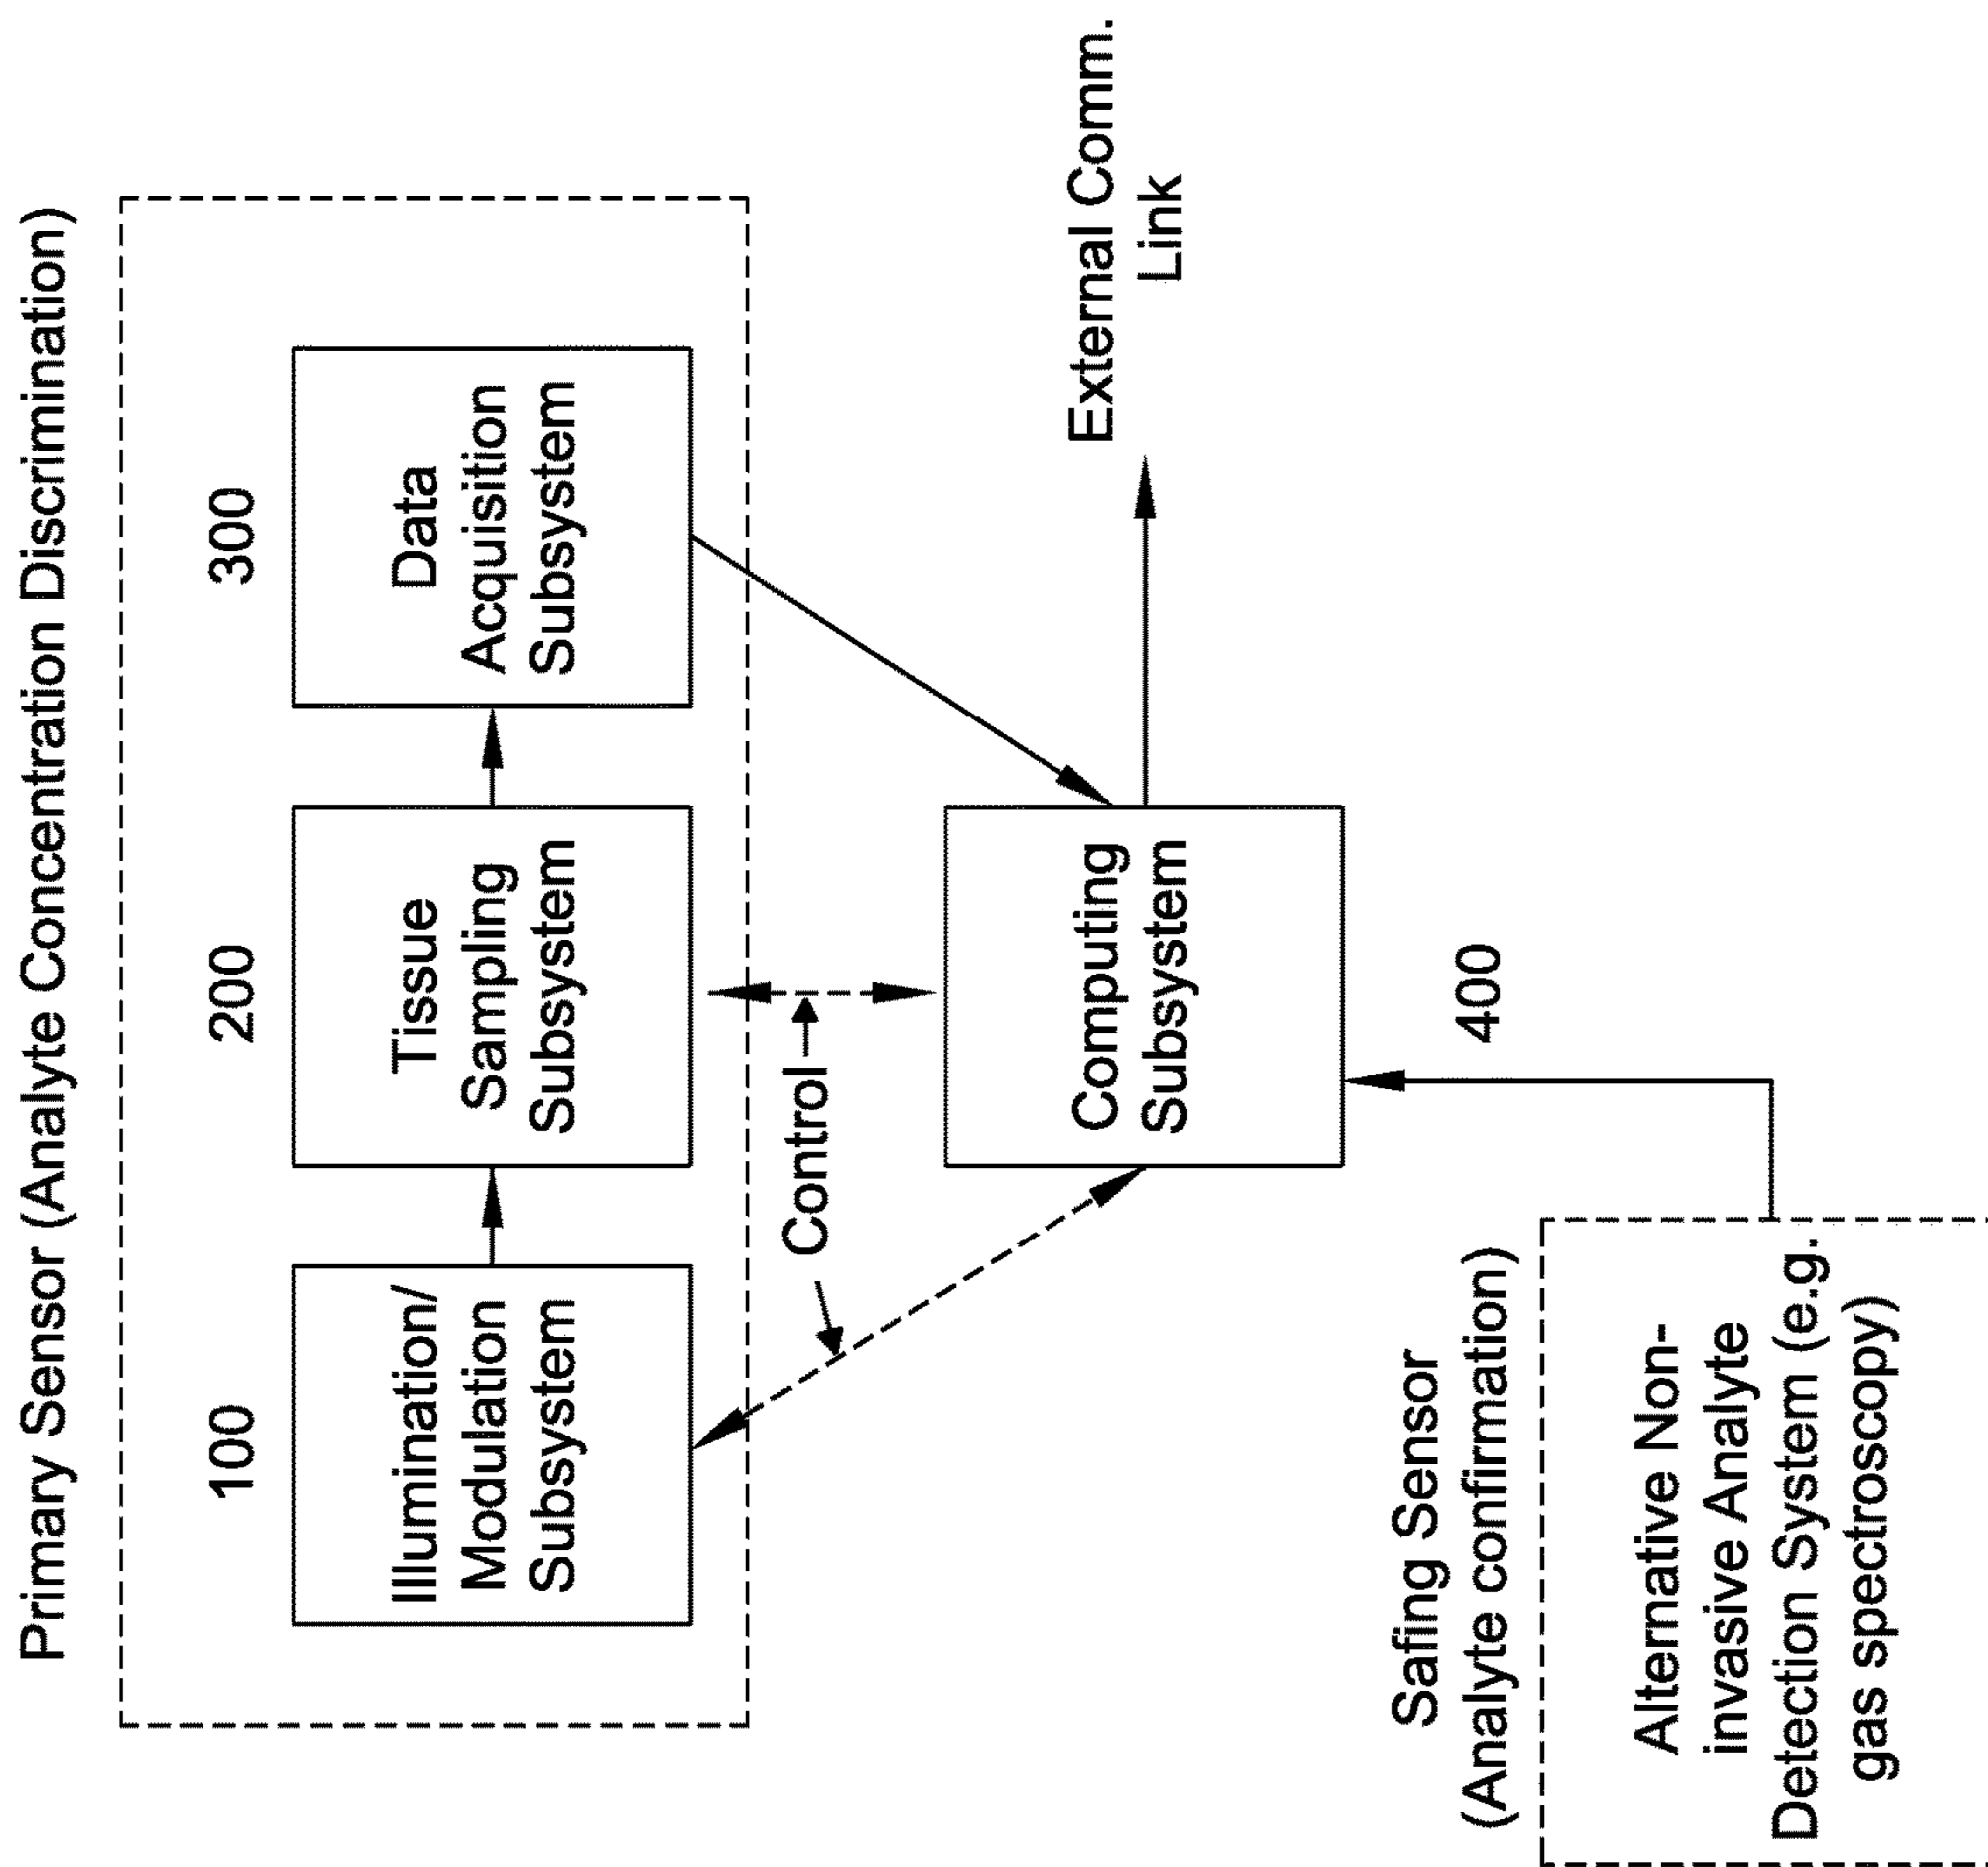 Primary Sensor (Analyte Concentration Discrimination)
100
200
300
Illumination/
Modulation
Subsystem
Tissue
Sampling
Subsystem
Data
Acquisition
Subsystem
Control
Computing
Subsystem
External Comm.
Link
400
Safing Sensor
(Analyte confirmation)
Alternative Non-
invasive Analyte
Detection System (e.g.
gas spectroscopy)